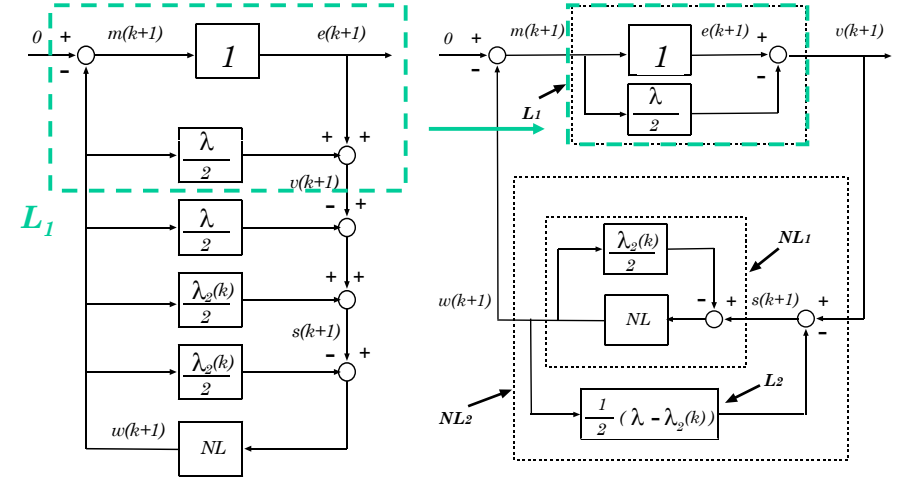 0 + m(k+1) 1 e(k+1)
-
+ +
λ/2
v(k+1)
L1
- +
λ/2
+ +
λ2(k)/2
s(k+1)
- +
λ2(k)/2
w(k+1)
NL
0 + m(k+1) 1 e(k+1) + v(k+1)
- -
L1
λ/2
λ2(k)/2
NL1
w(k+1) - + s(k+1) +
NL
-
L2
NL2
1/2 (λ - λ2(k))